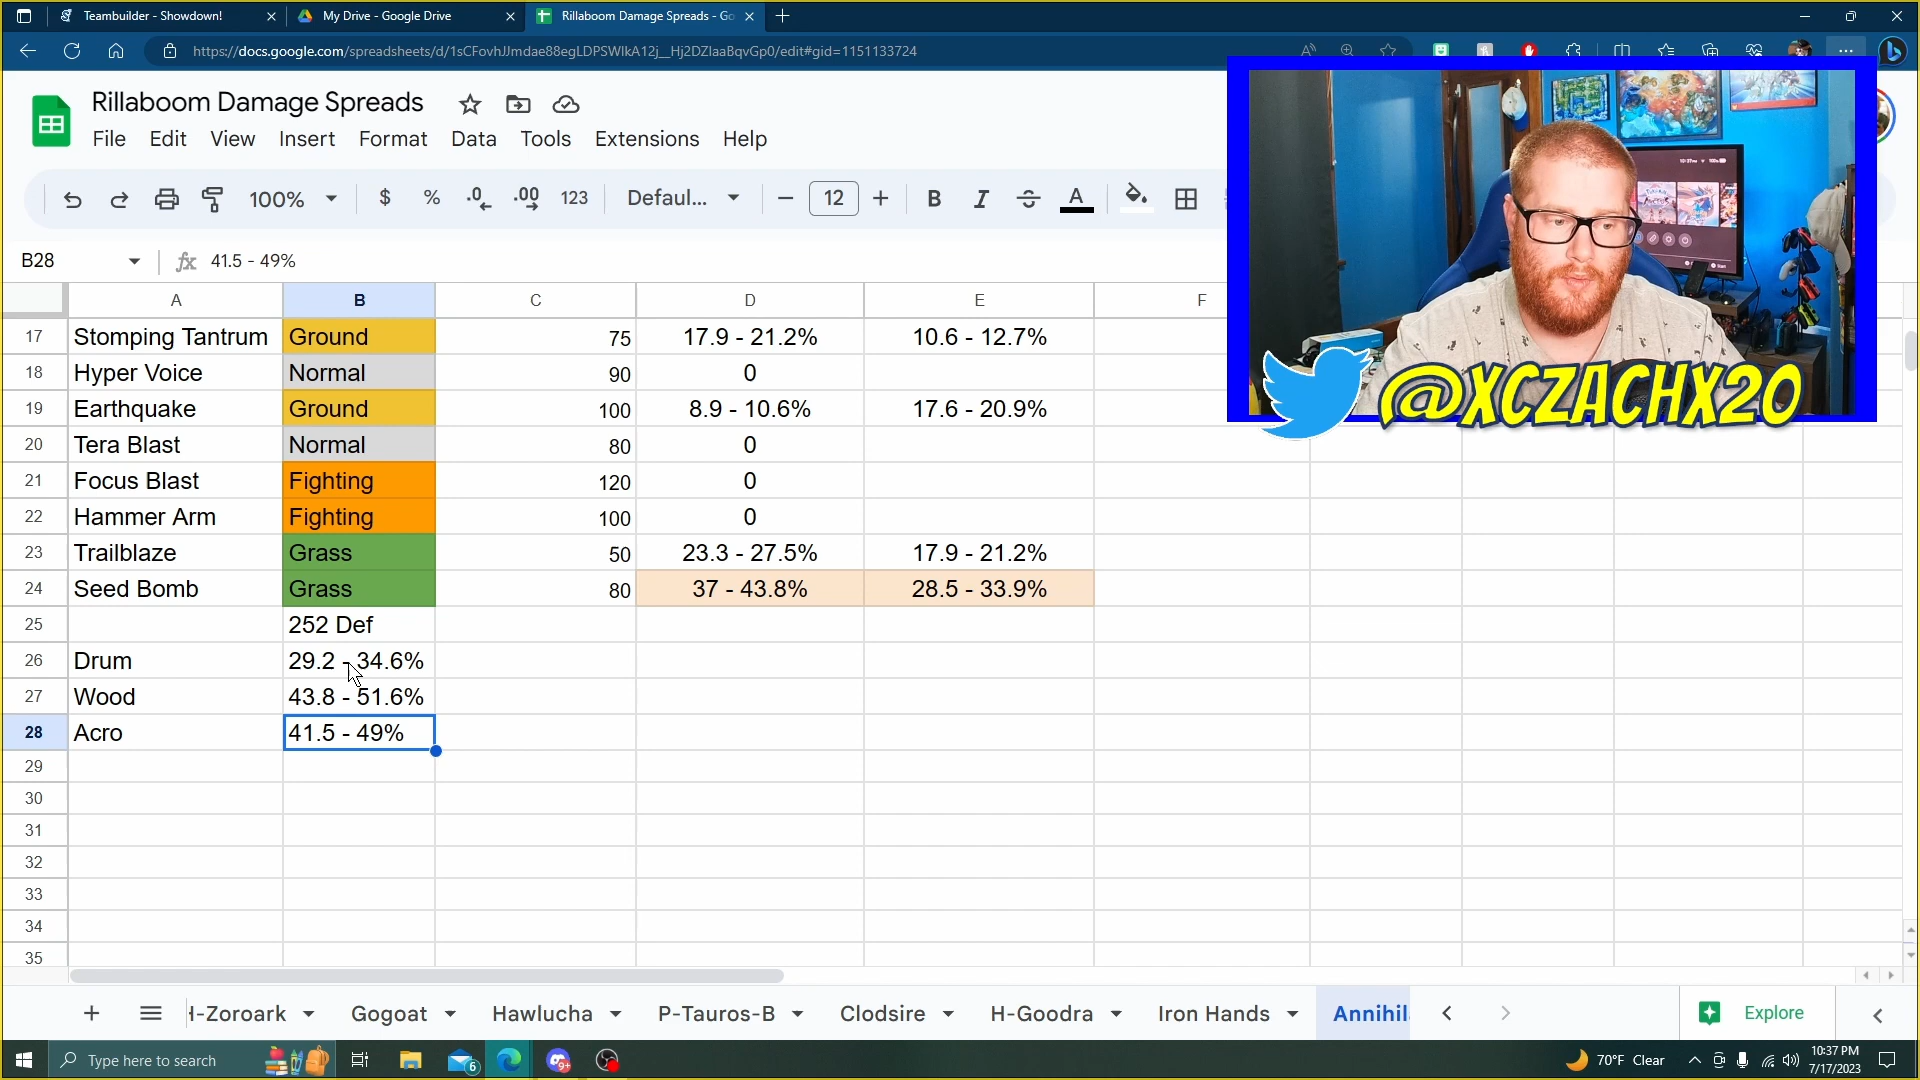 Teambuilder - Showdown!
My Drive - Google Drive
Rillaboom Damage Spreads - Go
https://docs.google.com/spreadsheets/d/1sCFovhJJmdae88egLDPSWIkA12j__Hj2DZIaaBqvGp0/edit#gid=1151133724
Rillaboom Damage Spreads
File Edit View Insert Format Data Tools Extensions Help
100% $ % .0 .00 123 Defaul... 12 B I A
B28 fx 41.5 - 49%
A B C D E F
17 Stomping Tantrum Ground 75 17.9 - 21.2% 10.6 - 12.7%
18 Hyper Voice Normal 90 0
19 Earthquake Ground 100 8.9 - 10.6% 17.6 - 20.9%
20 Tera Blast Normal 80 0
21 Focus Blast Fighting 120 0
22 Hammer Arm Fighting 100 0
23 Trailblaze Grass 50 23.3 - 27.5% 17.9 - 21.2%
24 Seed Bomb Grass 80 37 - 43.8% 28.5 - 33.9%
25 252 Def
26 Drum 29.2 - 34.6%
27 Wood 43.8 - 51.6%
28 Acro 41.5 - 49%
29
30
31
32
33
34
35
@XCZACHX20
H-Zoroark Gogoat Hawlucha P-Tauros-B Clodsire H-Goodra Iron Hands Annihil
Explore
Type here to search
6
9+
70°F Clear
10:37 PM
7/17/2023